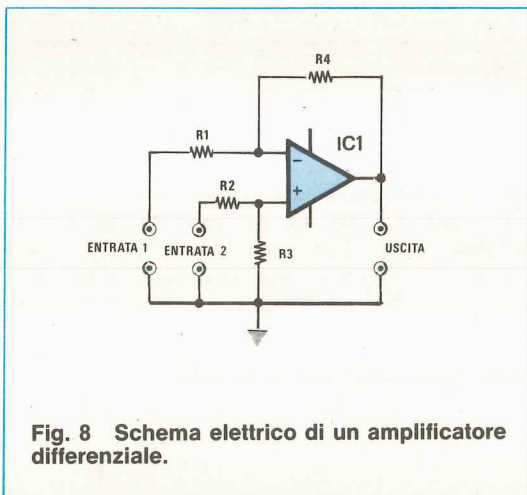 R4
R1
IC1
−
R2
+
ENTRATA 1
ENTRATA 2
R3
USCITA
Fig. 8 Schema elettrico di un amplificatore
differenziale.